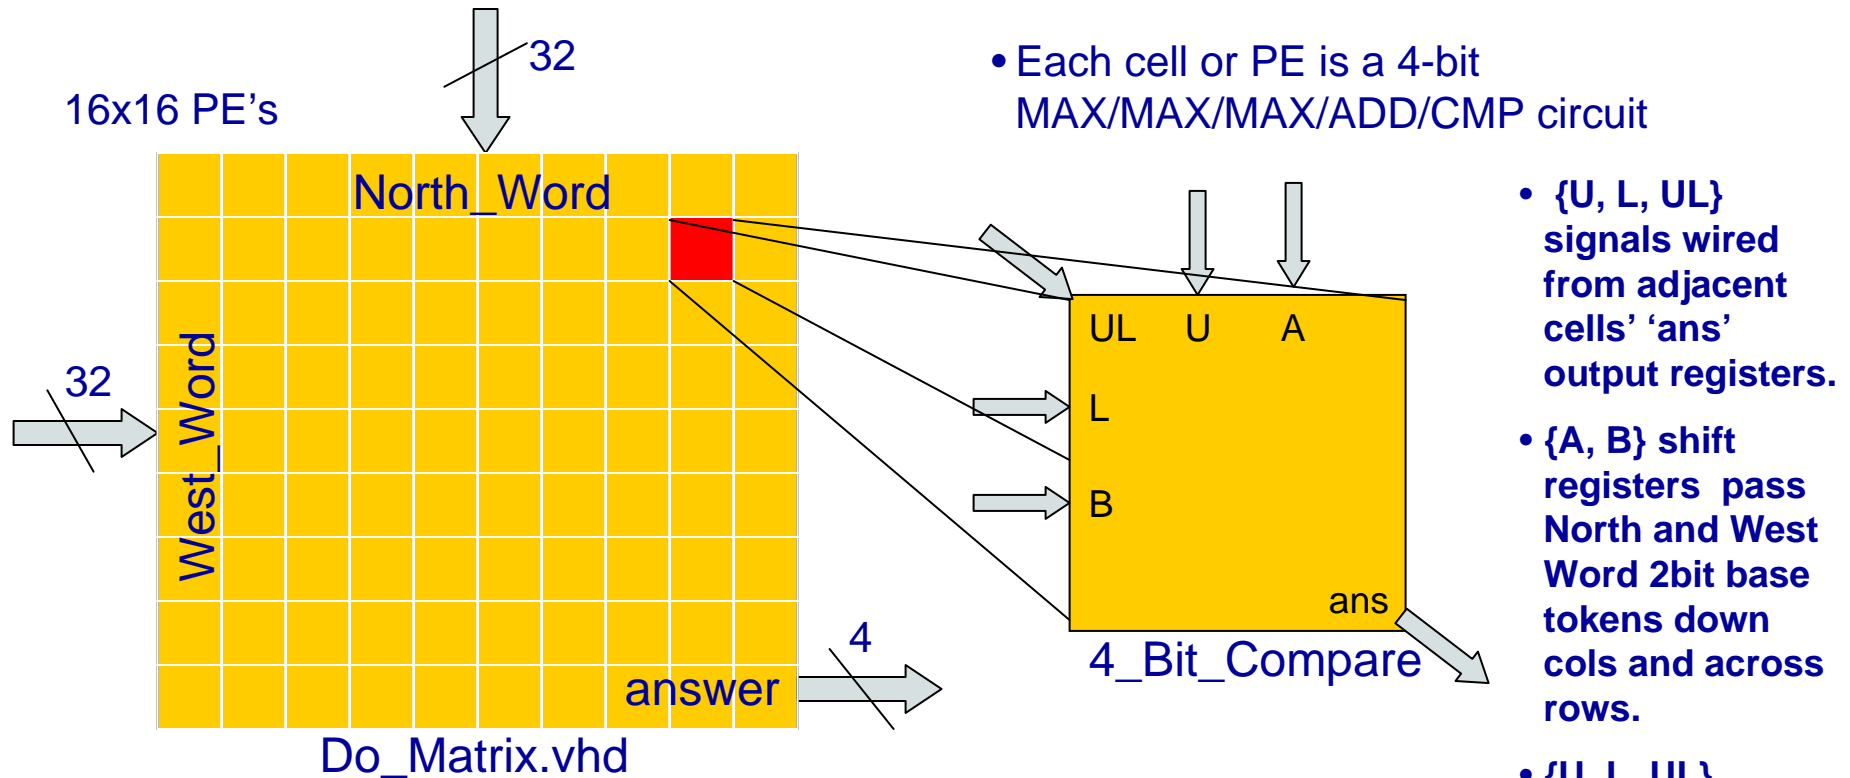 32
16x16 PE's
North_Word
West_Word
32
answer
4
Do_Matrix.vhd
• Each cell or PE is a 4-bit
MAX/MAX/MAX/ADD/CMP circuit
UL U A
L
B
ans
4_Bit_Compare
• {U, L, UL}
signals wired
from adjacent
cells’ ‘ans’
output registers.
• {A, B} shift
registers pass
North and West
Word 2bit base
tokens down
cols and across
rows.
• {U, L, UL}